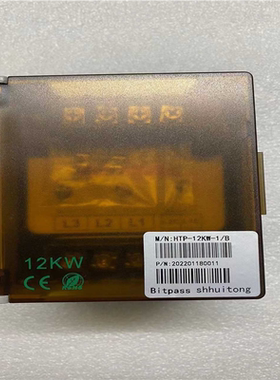 L3 L2 L1
M/N:HTP-12KW-1/B
P/N:202201180011
Bitpass shhuitong
12KW
CE